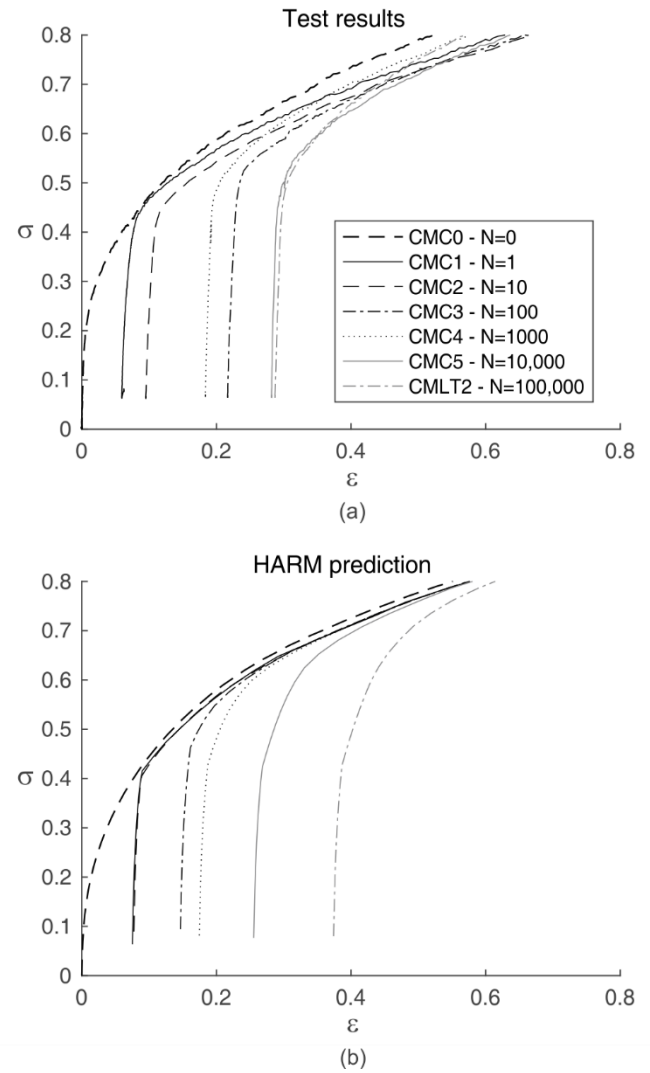 Test results
0.8
0.7
0.6
0.5
0.4
0.3
0.2
0.1
0
σ
CMC0 - N=0
CMC1 - N=1
CMC2 - N=10
CMC3 - N=100
CMC4 - N=1000
CMC5 - N=10,000
CMLT2 - N=100,000
0 0.2 0.4 0.6 0.8
ε
(a)
HARM prediction
0.8
0.7
0.6
0.5
0.4
0.3
0.2
0.1
0
σ
0 0.2 0.4 0.6 0.8
ε
(b)